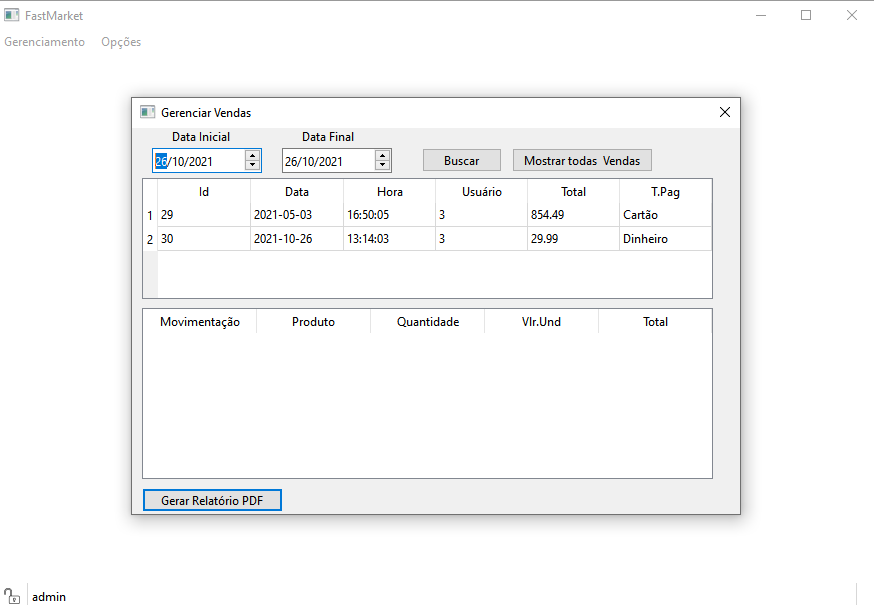 FastMarket
Gerenciamento Opções
Gerenciar Vendas
Data Inicial Data Final
26/10/2021 26/10/2021 Buscar Mostrar todas Vendas
Id Data Hora Usuário Total T.Pag
1 29 2021-05-03 16:50:05 3 854.49 Cartão
2 30 2021-10-26 13:14:03 3 29.99 Dinheiro
Movimentação Produto Quantidade Vlr.Und Total
Gerar Relatório PDF
admin